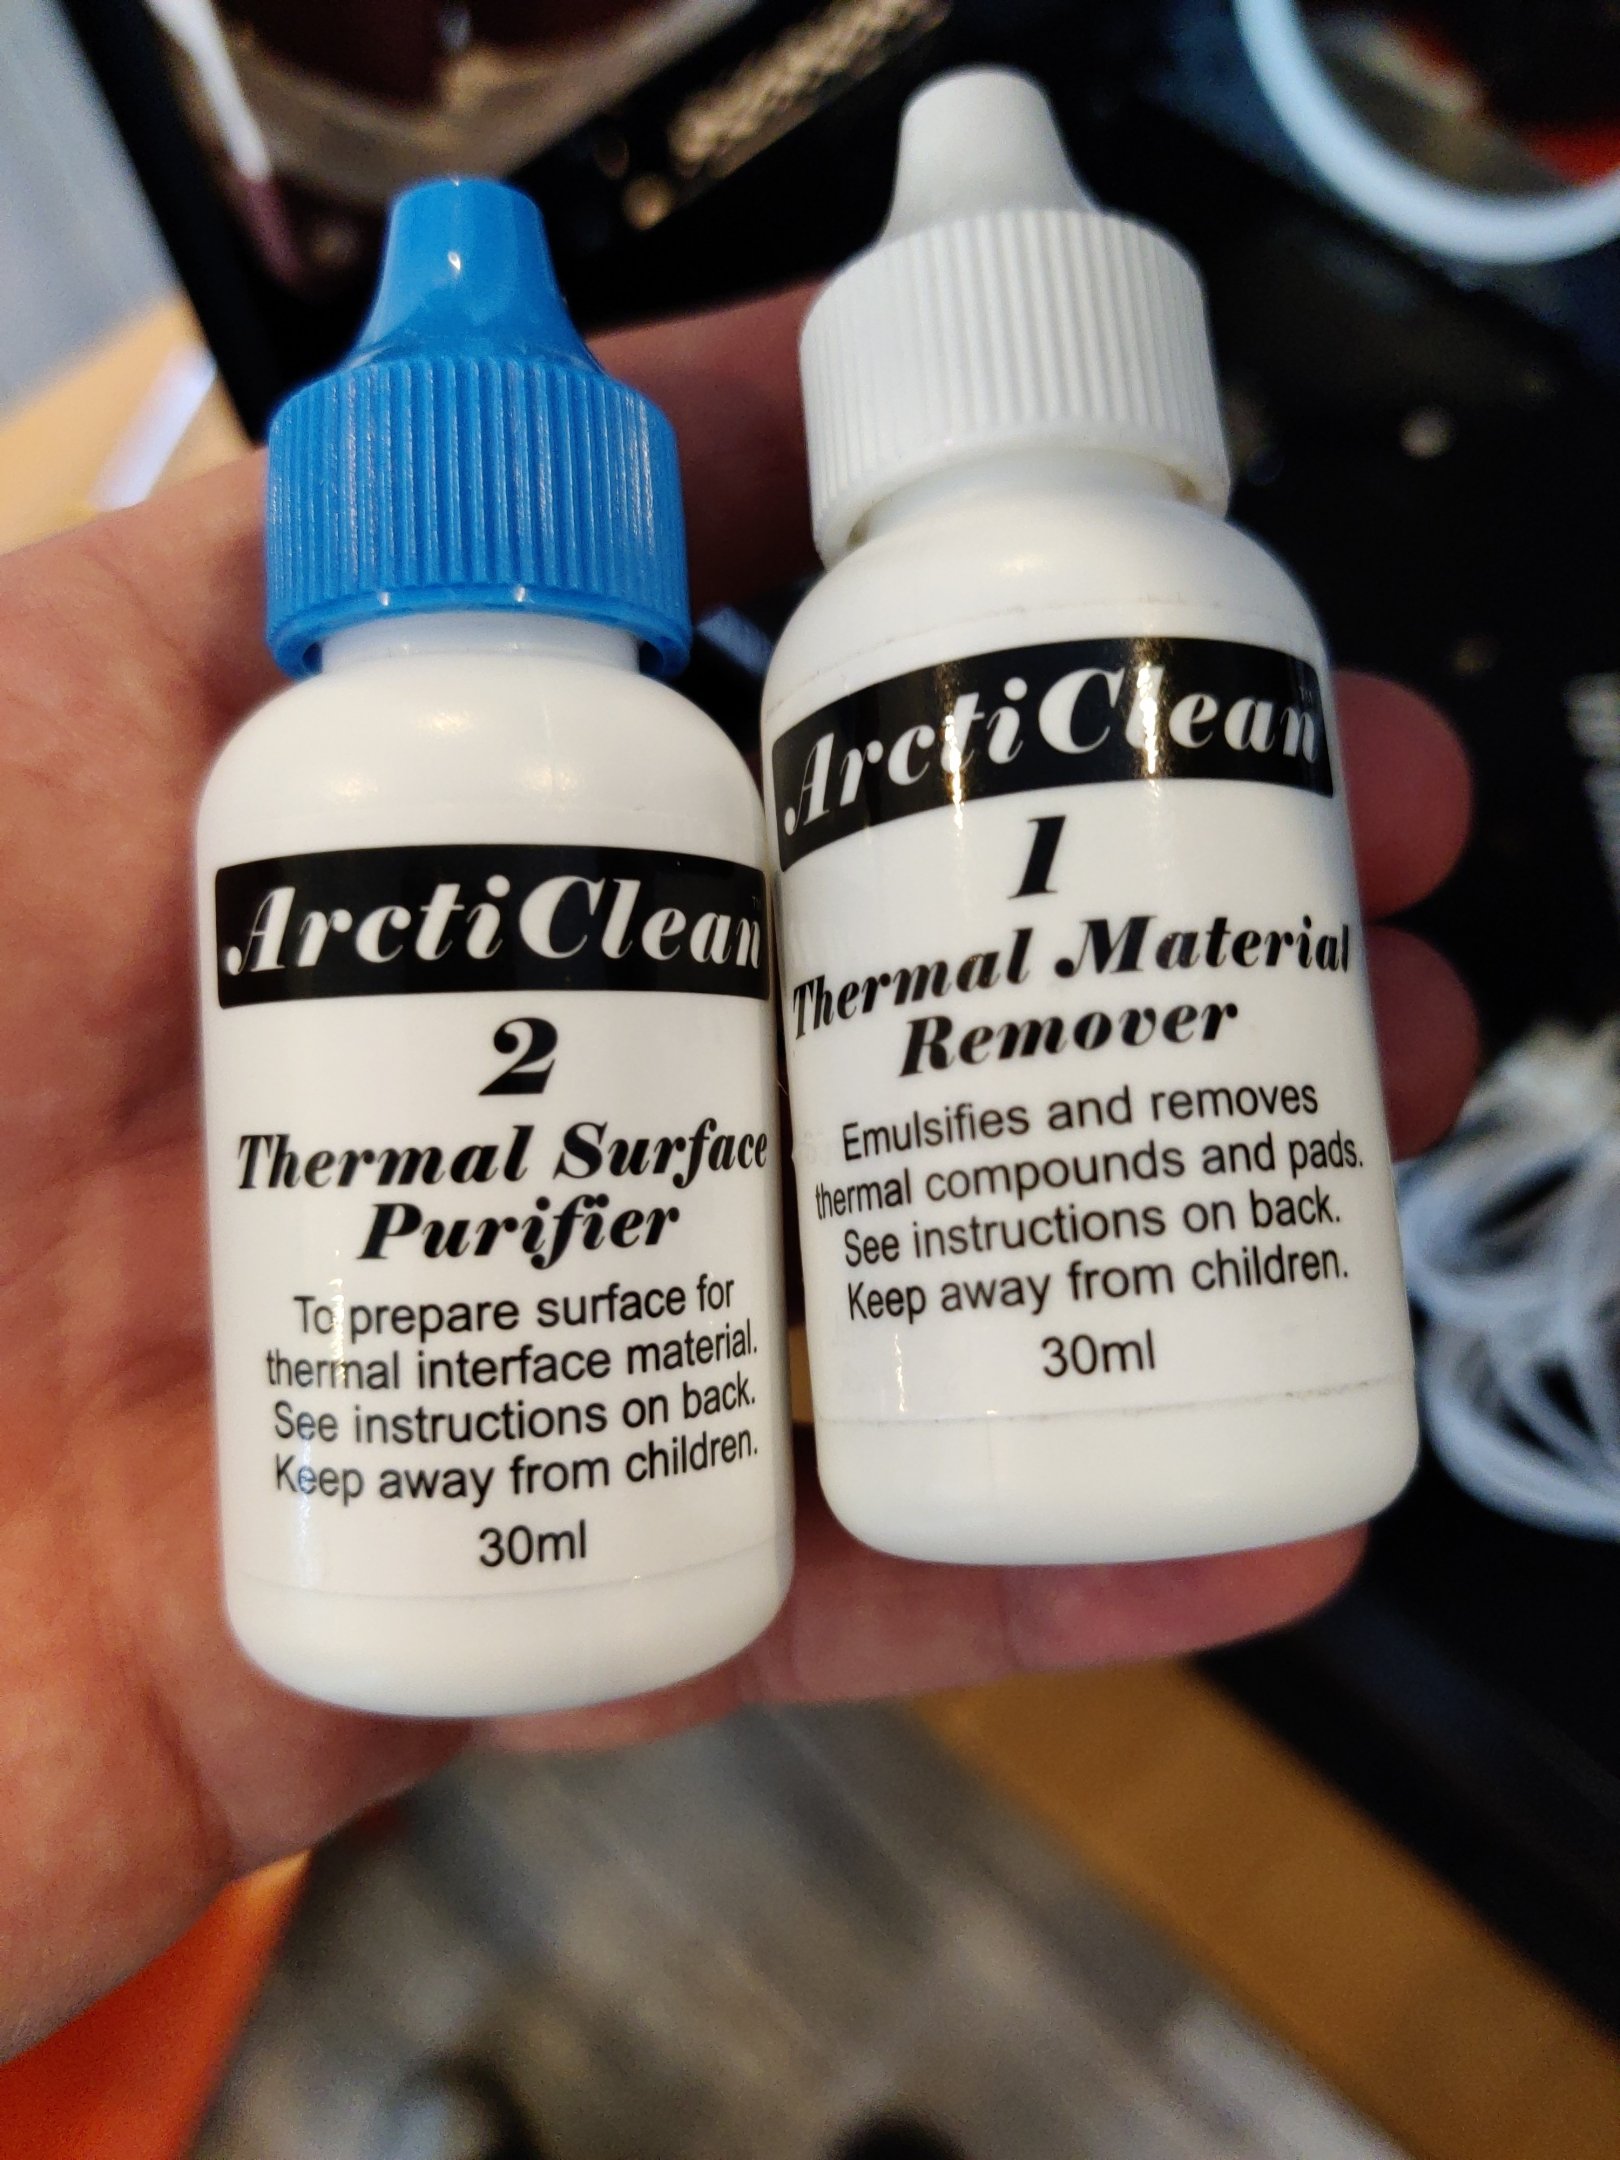 ArctiClean
2
Thermal Surface
Purifier
To prepare surface for
thermal interface material.
See instructions on back.
Keep away from children.
30ml
ArctiClean
1
Thermal Material
Remover
Emulsifies and removes
thermal compounds and pads.
See instructions on back.
Keep away from children.
30ml